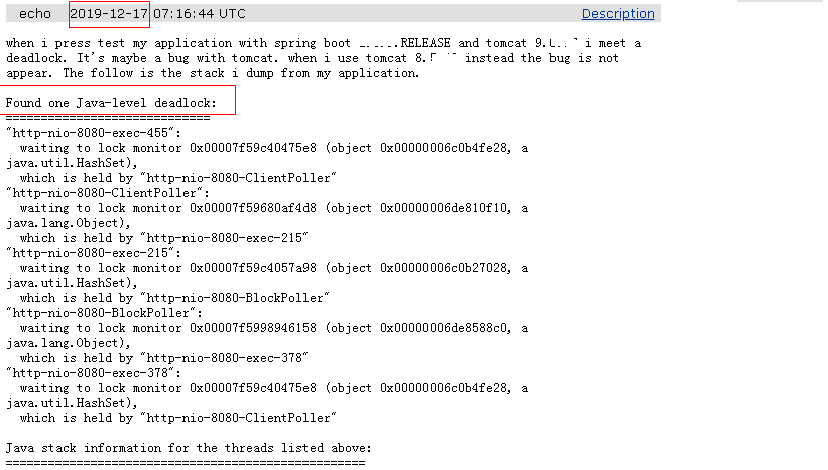 echo 2019-12-17 07:16:44 UTC Description
when i press test my application with spring boot .RELEASE and tomcat 9. i meet a
deadlock. It's maybe a bug with tomcat. when i use tomcat 8. instead the bug is not
appear. The follow is the stack i dump from my application.
Found one Java-level deadlock:
=============================
"http-nio-8080-exec-455":
waiting to lock monitor 0x00007f59c40475e8 (object 0x00000006c0b4fe28, a
java.util.HashSet),
which is held by "http-nio-8080-ClientPoller"
"http-nio-8080-ClientPoller":
waiting to lock monitor 0x00007f59680af4d8 (object 0x00000006de810f10, a
java.lang.Object),
which is held by "http-nio-8080-exec-215"
"http-nio-8080-exec-215":
waiting to lock monitor 0x00007f59c4057a98 (object 0x00000006c0b27028, a
java.util.HashSet),
which is held by "http-nio-8080-BlockPoller"
"http-nio-8080-BlockPoller":
waiting to lock monitor 0x00007f5998946158 (object 0x00000006de8588c0, a
java.lang.Object),
which is held by "http-nio-8080-exec-378"
"http-nio-8080-exec-378":
waiting to lock monitor 0x00007f59c40475e8 (object 0x00000006c0b4fe28, a
java.util.HashSet),
which is held by "http-nio-8080-ClientPoller"
Java stack information for the threads listed above:
===================================================